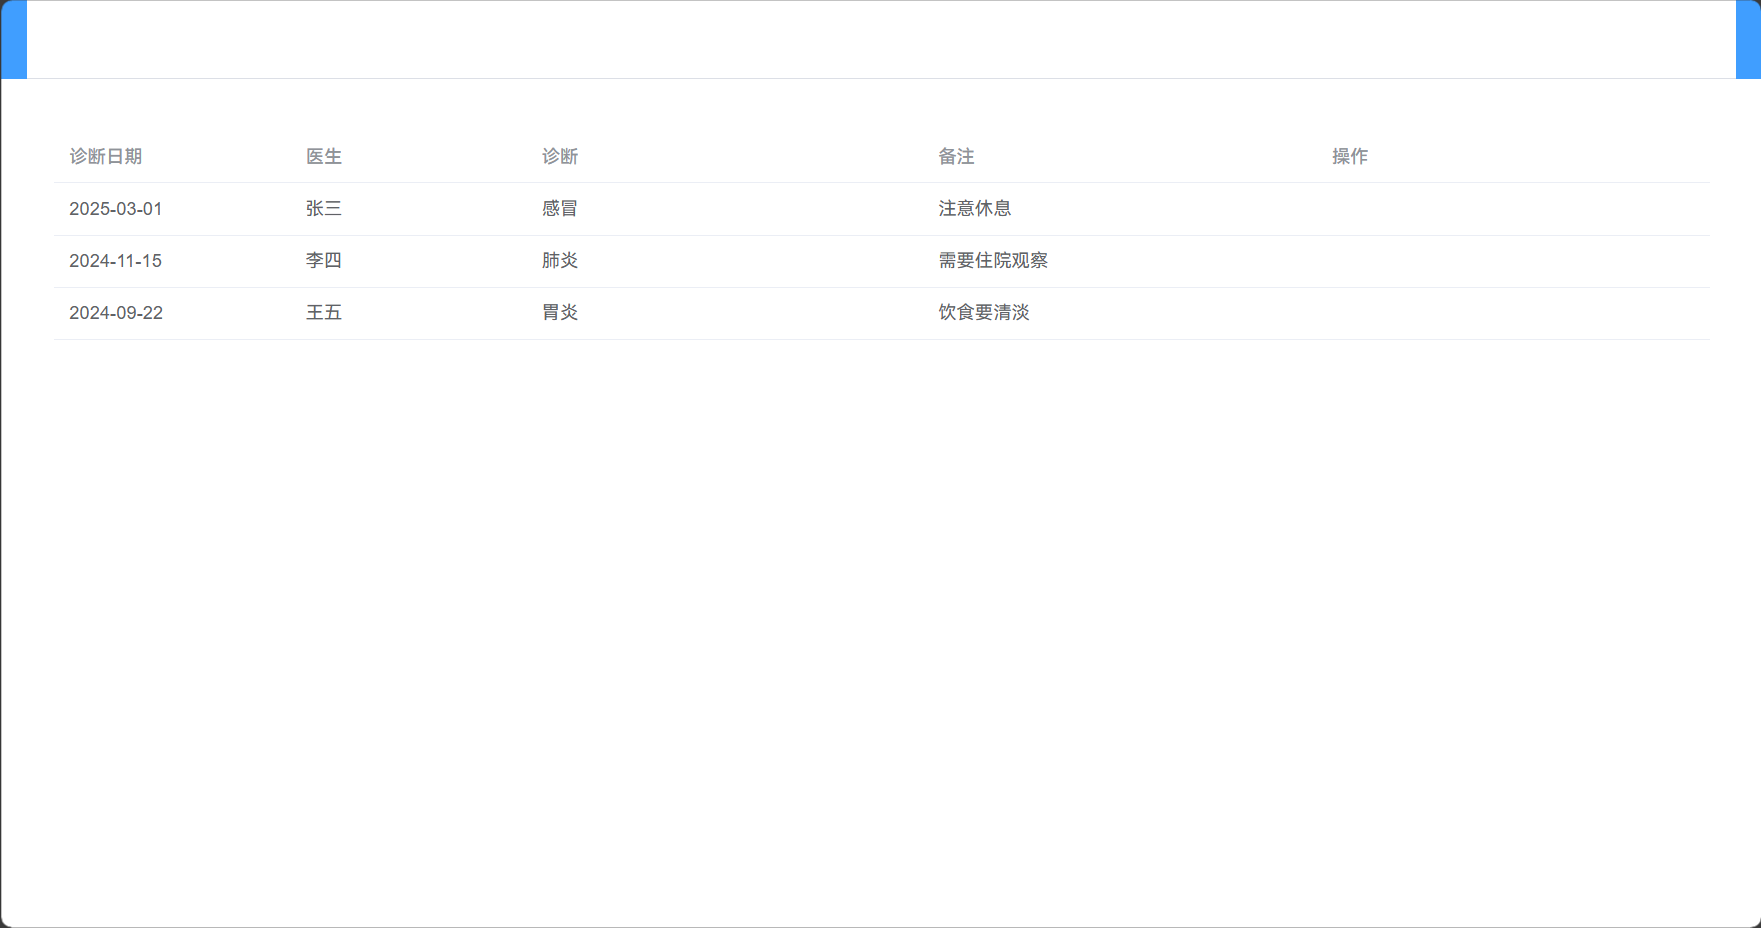 诊断日期 医生 诊断 备注 操作
2025-03-01 张三 感冒 注意休息
2024-11-15 李四 肺炎 需要住院观察
2024-09-22 王五 胃炎 饮食要清淡